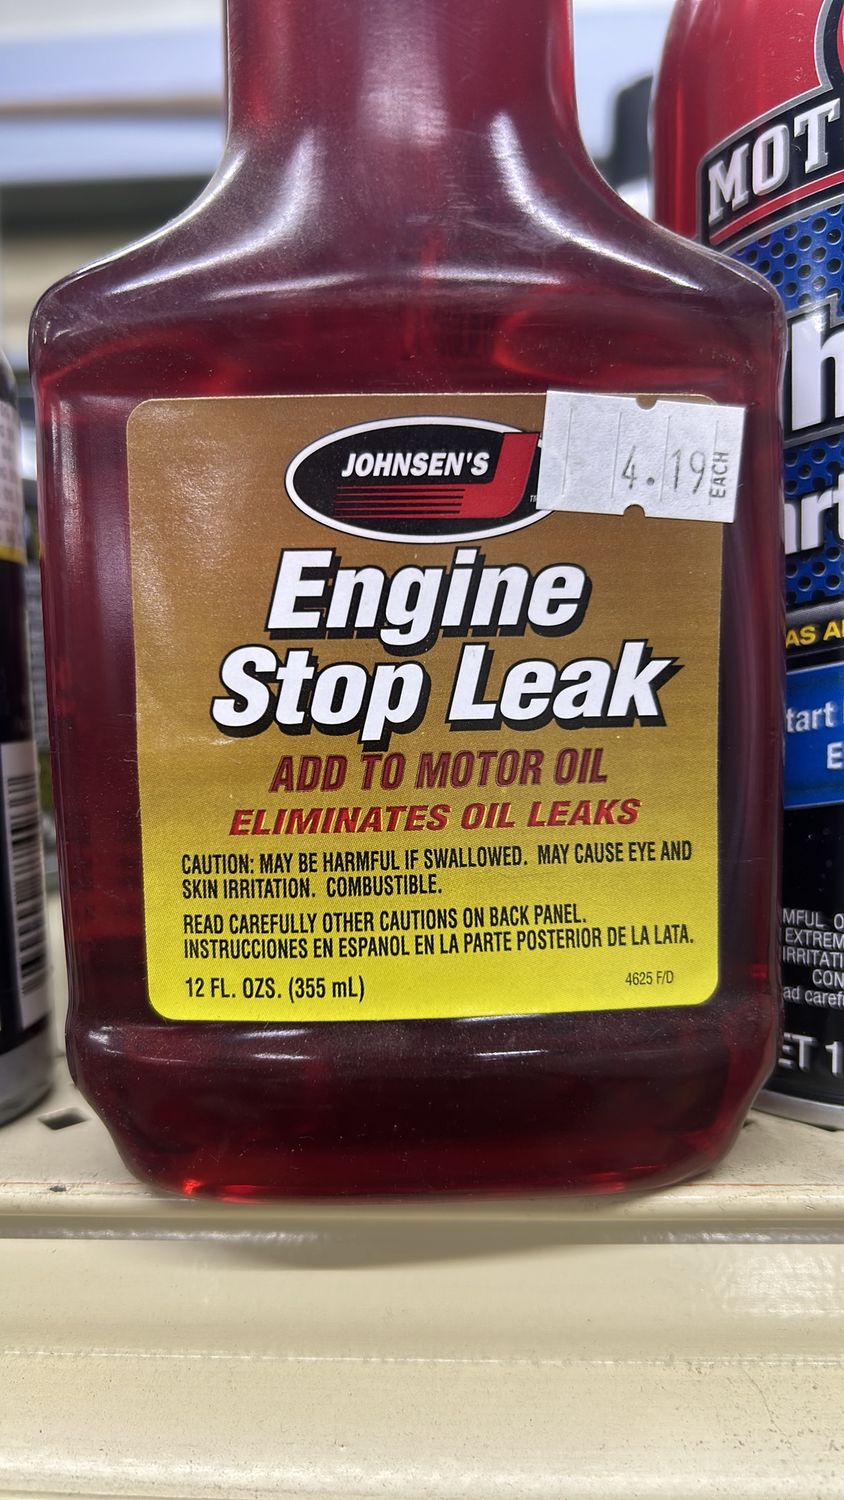 JOHNSEN'S
4.19 EACH
Engine
Stop Leak
ADD TO MOTOR OIL
ELIMINATES OIL LEAKS
CAUTION: MAY BE HARMFUL IF SWALLOWED. MAY CAUSE EYE AND
SKIN IRRITATION. COMBUSTIBLE.
READ CAREFULLY OTHER CAUTIONS ON BACK PANEL.
INSTRUCCIONES EN ESPANOL EN LA PARTE POSTERIOR DE LA LATA.
12 FL. OZS. (355 mL)
4625 F/D
MOT